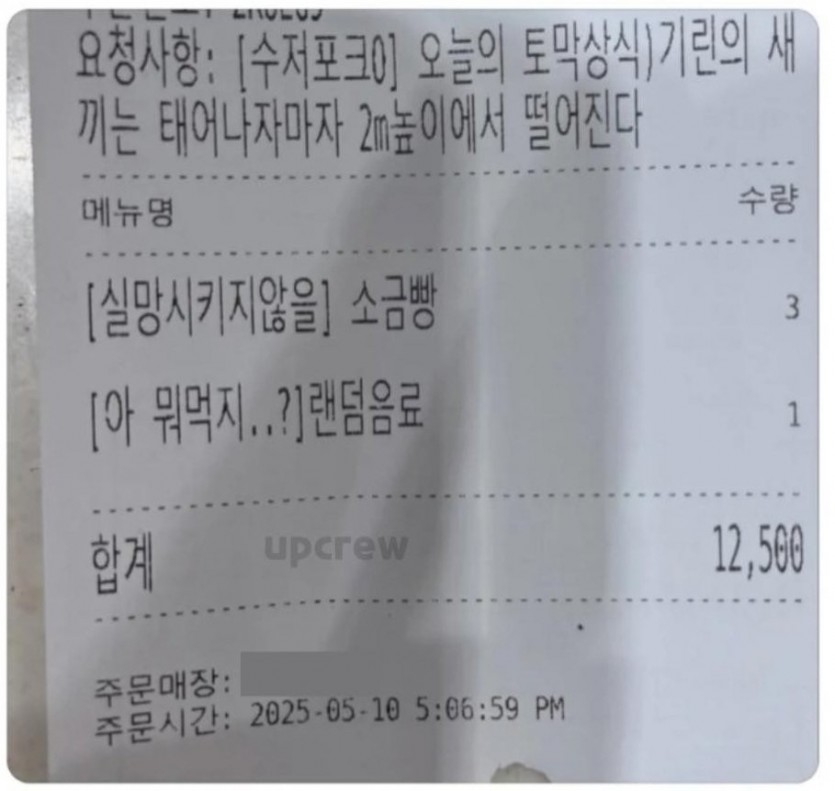 요청사항: [수저포크0] 오늘의 토막상식)기린의 새
끼는 태어나자마자 2m높이에서 떨어진다
메뉴명 수량
[실망시키지않을] 소금빵 3
[아 뭐먹지..?]랜덤음료 1
합계 12,500
upcrew
주문매장:
주문시간: 2025-05-10 5:06:59 PM